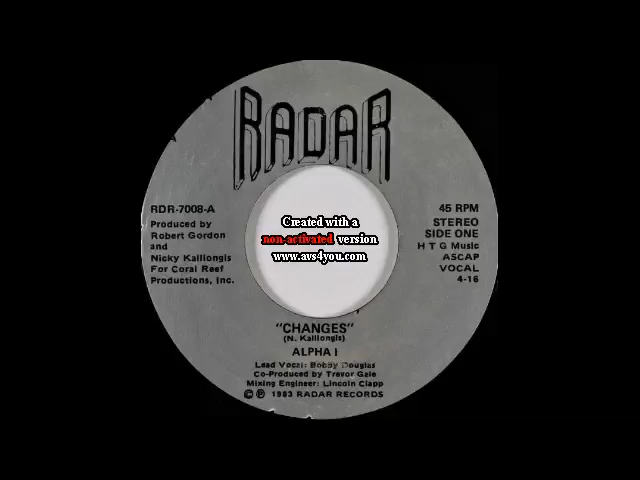 RADAR
RDR-7008-A
Produced by
Robert Gordon
and
Nicky Kalliongis
For Coral Reef
Productions, Inc.
45 RPM
STEREO
SIDE ONE
H T G Music
ASCAP
VOCAL
4-16
Created with a
non-activated version
www.avs4you.com
"CHANGES"
(N. Kalliongis)
ALPHA I
Lead Vocal: Bobby Douglas
Co-Produced by Trevor Gale
Mixing Engineer: Lincoln Clapp
© ℗ 1983 RADAR RECORDS